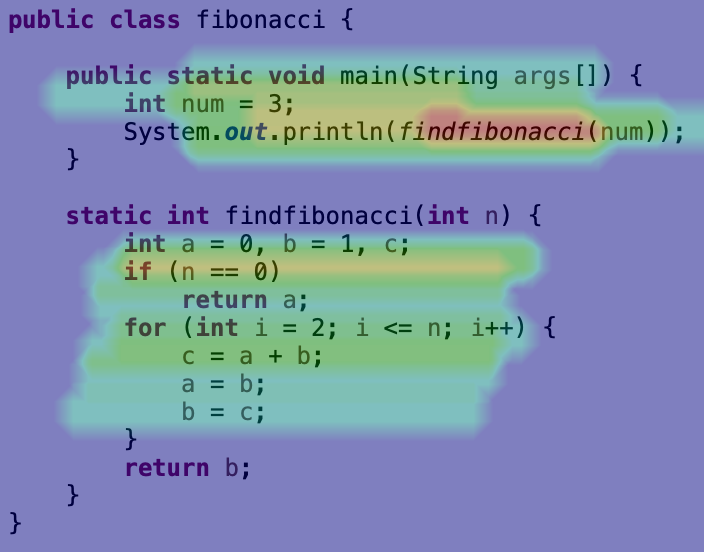 public class fibonacci {
public static void main(String args[]) {
int num = 3;
System.out.println(findfibonacci(num));
}
static int findfibonacci(int n) {
int a = 0, b = 1, c;
if (n == 0)
return a;
for (int i = 2; i <= n; i++) {
c = a + b;
a = b;
b = c;
}
return b;
}
}